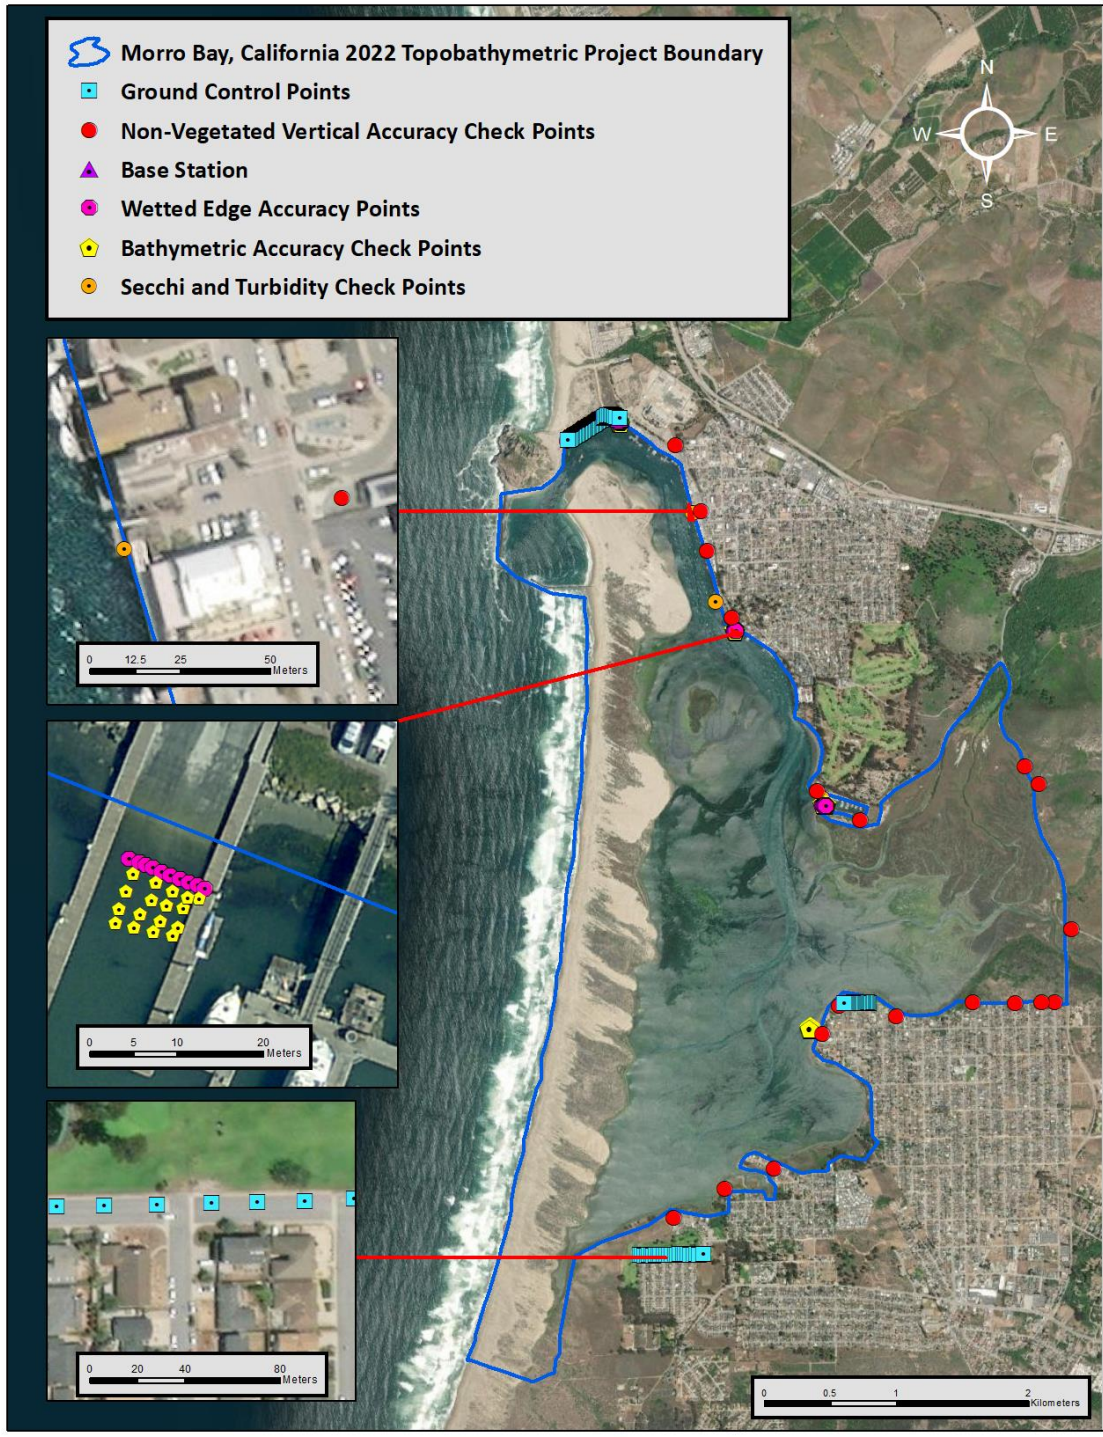 Morro Bay, California 2022 Topobathymetric Project Boundary
Ground Control Points
Non-Vegetated Vertical Accuracy Check Points
Base Station
Wetted Edge Accuracy Points
Bathymetric Accuracy Check Points
Secchi and Turbidity Check Points
N
W E
S
0 12.5 25 50
Meters
0 5 10 20
Meters
0 20 40 80
Meters
0 0.5 1 2
Kilometers